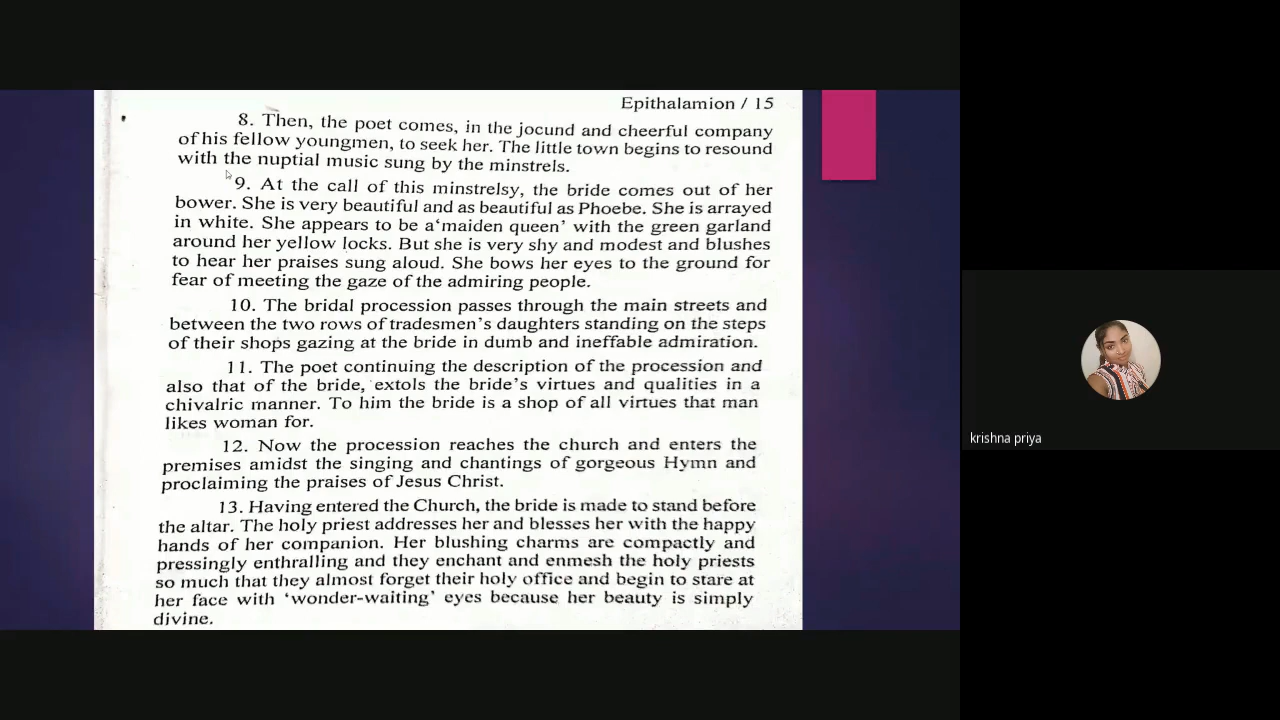 Epithalamion / 15
8. Then, the poet comes, in the jocund and cheerful company
of his fellow youngmen, to seek her. The little town begins to resound
with the nuptial music sung by the minstrels.
9. At the call of this minstrelsy, the bride comes out of her
bower. She is very beautiful and as beautiful as Phoebe. She is arrayed
in white. She appears to be a‘maiden queen’ with the green garland
around her yellow locks. But she is very shy and modest and blushes
to hear her praises sung aloud. She bows her eyes to the ground for
fear of meeting the gaze of the admiring people.
10. The bridal procession passes through the main streets and
between the two rows of tradesmen’s daughters standing on the steps
of their shops gazing at the bride in dumb and ineffable admiration.
11. The poet continuing the description of the procession and
also that of the bride, extols the bride’s virtues and qualities in a
chivalric manner. To him the bride is a shop of all virtues that man
likes woman for.
12. Now the procession reaches the church and enters the
premises amidst the singing and chantings of gorgeous Hymn and
proclaiming the praises of Jesus Christ.
13. Having entered the Church, the bride is made to stand before
the altar. The holy priest addresses her and blesses her with the happy
hands of her companion. Her blushing charms are compactly and
pressingly enthralling and they enchant and enmesh the holy priests
so much that they almost forget their holy office and begin to stare at
her face with ‘wonder-waiting’ eyes because her beauty is simply
divine.
krishna priya